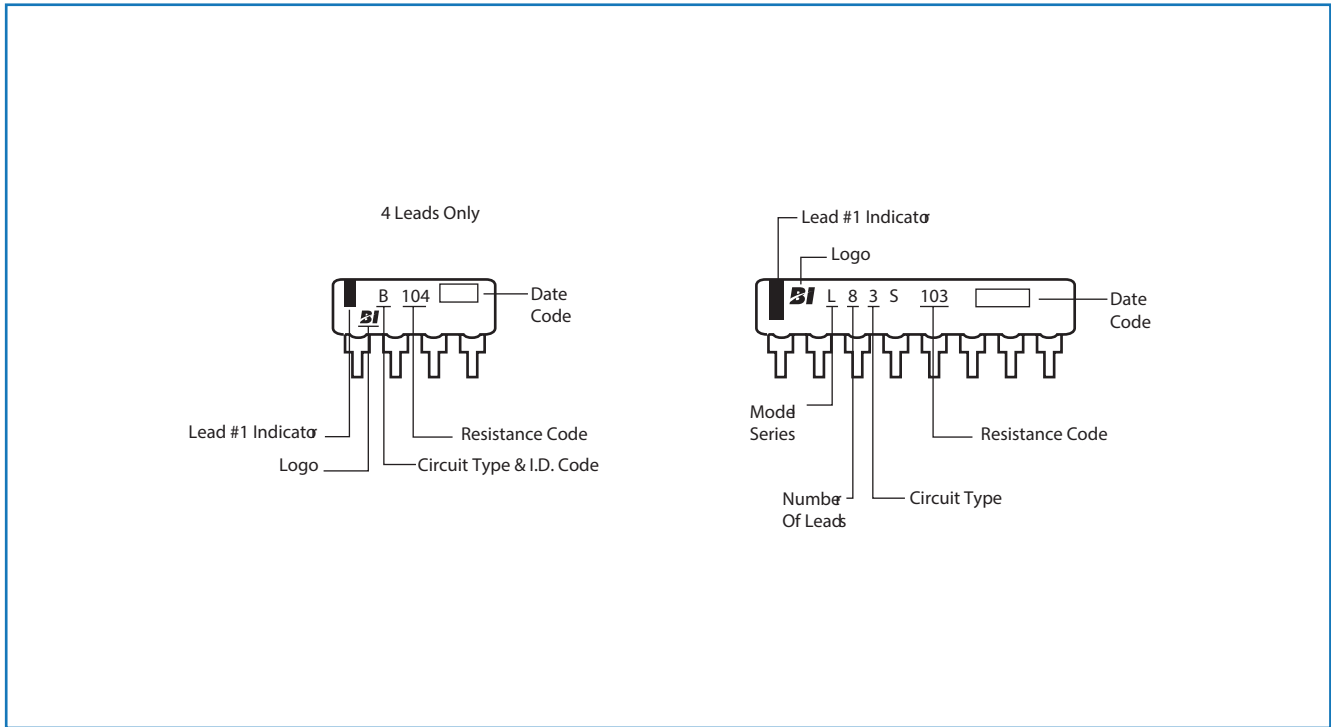 4 Leads Only
B 104
BI
Date
Code
Lead #1 Indicator
Logo
Resistance Code
Circuit Type & I.D. Code
Lead #1 Indicator
Logo
BI L 8 3 S 103
Date
Code
Model
Series
Resistance Code
Number
Of Leads
Circuit Type